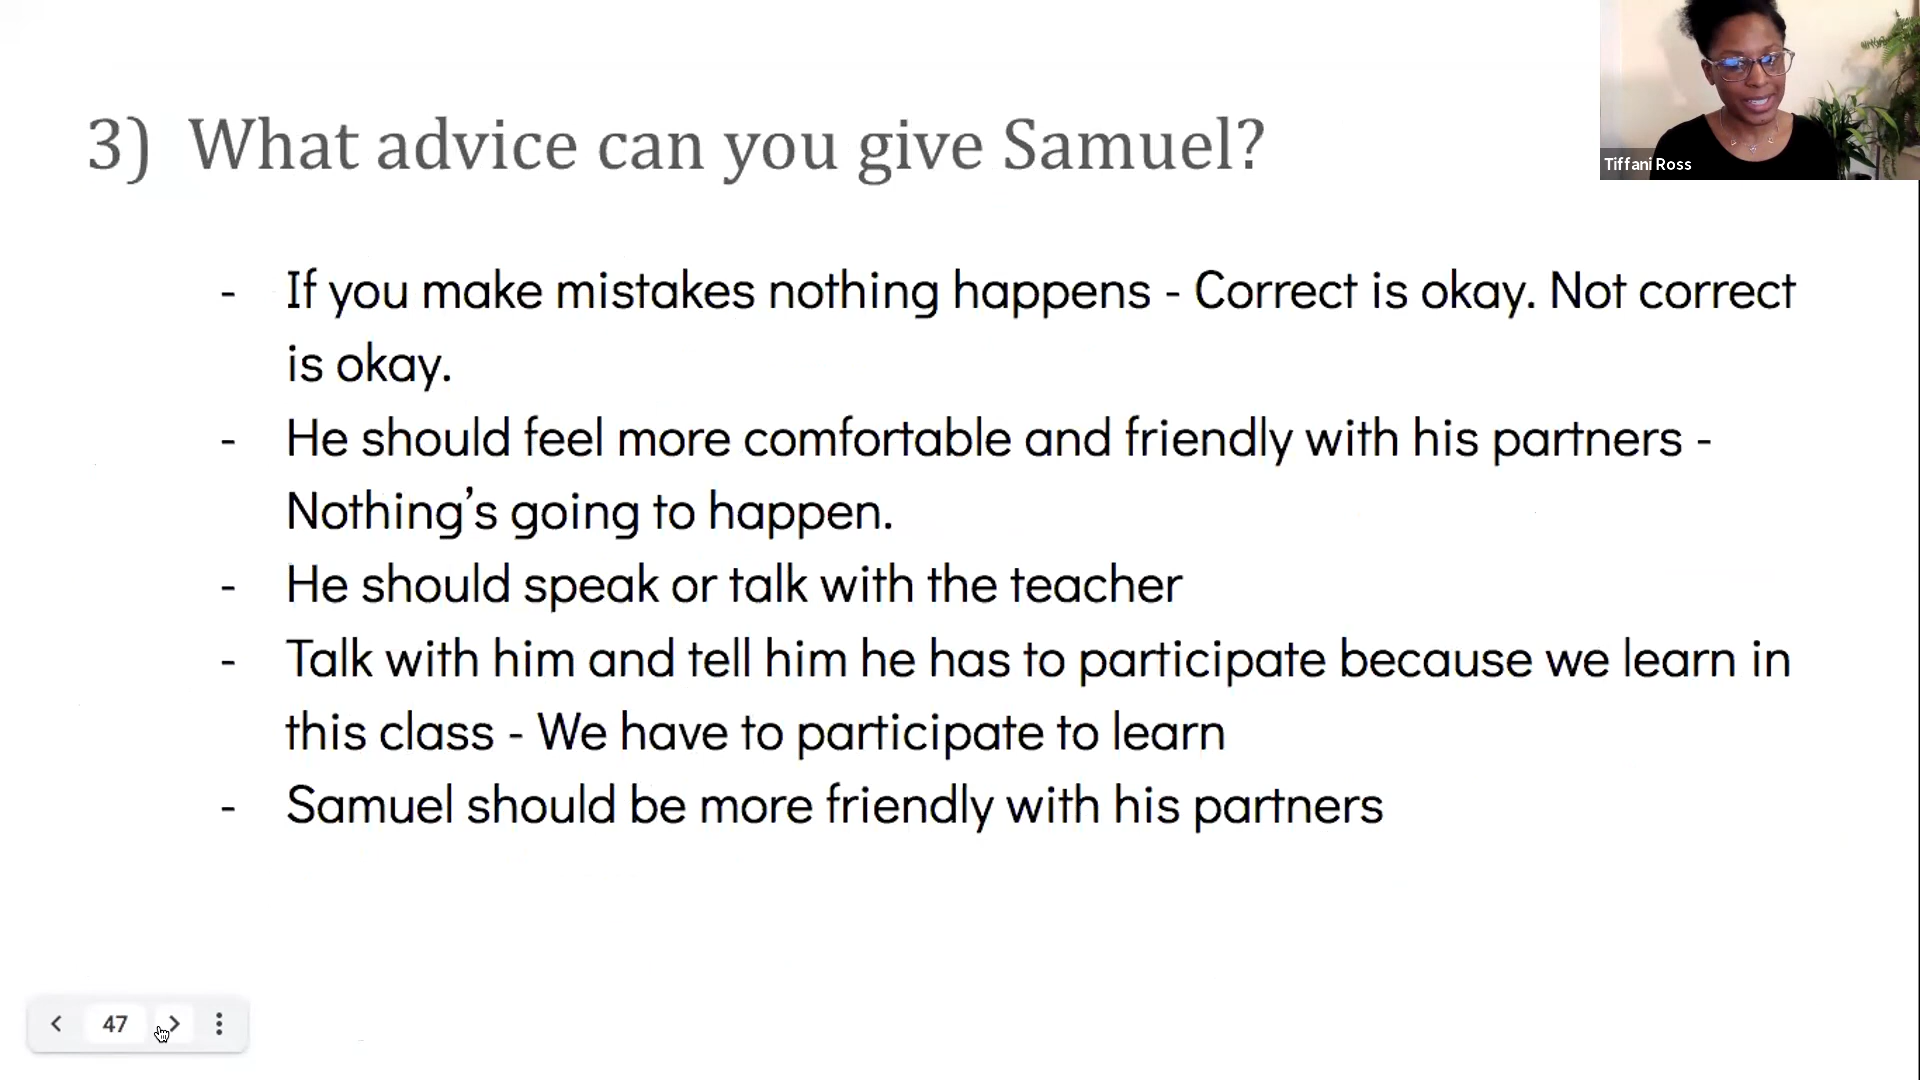 3) What advice can you give Samuel?
Tiffani Ross
- If you make mistakes nothing happens - Correct is okay. Not correct
is okay.
- He should feel more comfortable and friendly with his partners -
Nothing’s going to happen.
- He should speak or talk with the teacher
- Talk with him and tell him he has to participate because we learn in
this class - We have to participate to learn
- Samuel should be more friendly with his partners
47